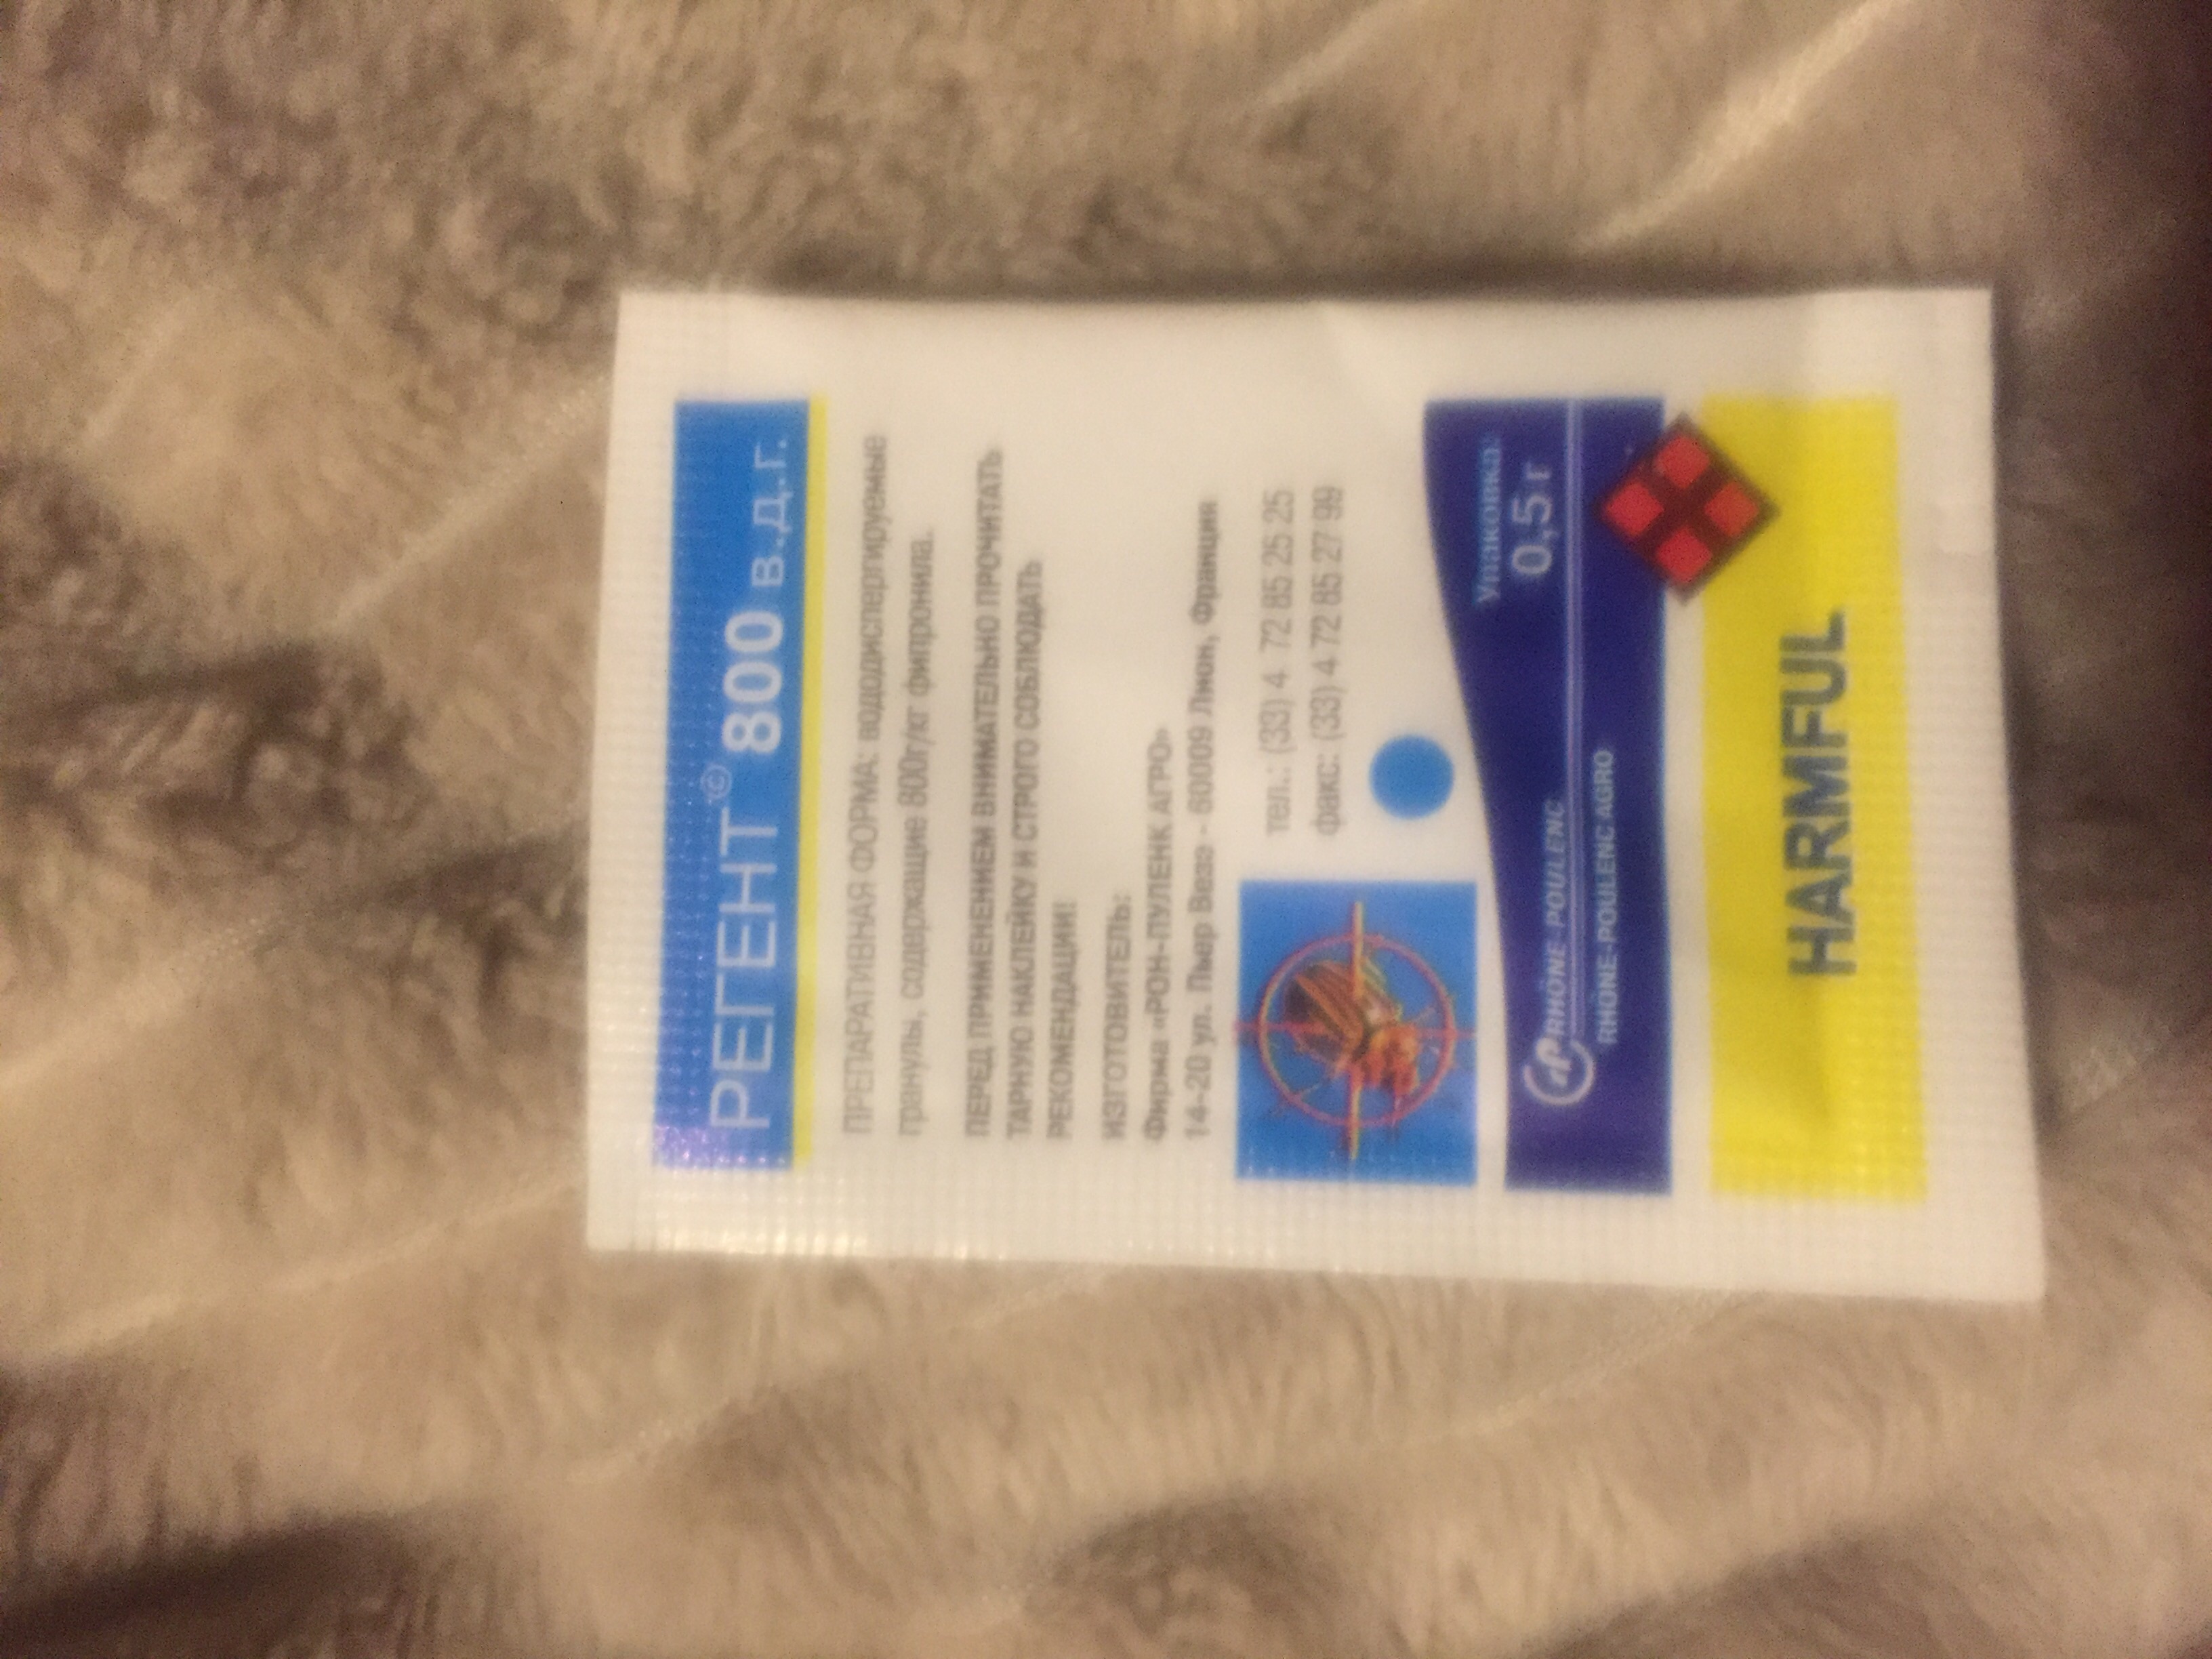 РЕГЕНТ© 800 в.д.г.
ПРЕПАРАТИВНАЯ ФОРМА: вододиспергируемые
гранулы, содержащие 800г/кг фипронила.
ПЕРЕД ПРИМЕНЕНИЕМ ВНИМАТЕЛЬНО ПРОЧИТАТЬ
ТАРНУЮ НАКЛЕЙКУ И СТРОГО СОБЛЮДАТЬ
РЕКОМЕНДАЦИИ!
ИЗГОТОВИТЕЛЬ:
Фирма «РОН-ПУЛЕНК АГРО»
14-20 ул. Пьер Везе - 69009 Лион, Франция
тел.: (33) 4 72 85 25 25
факс: (33) 4 72 85 27 99
Упаковка:
0,5 г
RHÔNE-POULENC
RHÔNE-POULENC AGRO
HARMFUL